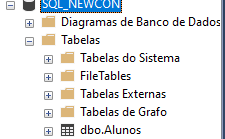 SQL_NEWCON
Diagramas de Banco de Dados
Tabelas
Tabelas do Sistema
FileTables
Tabelas Externas
Tabelas de Grafo
dbo.Alunos